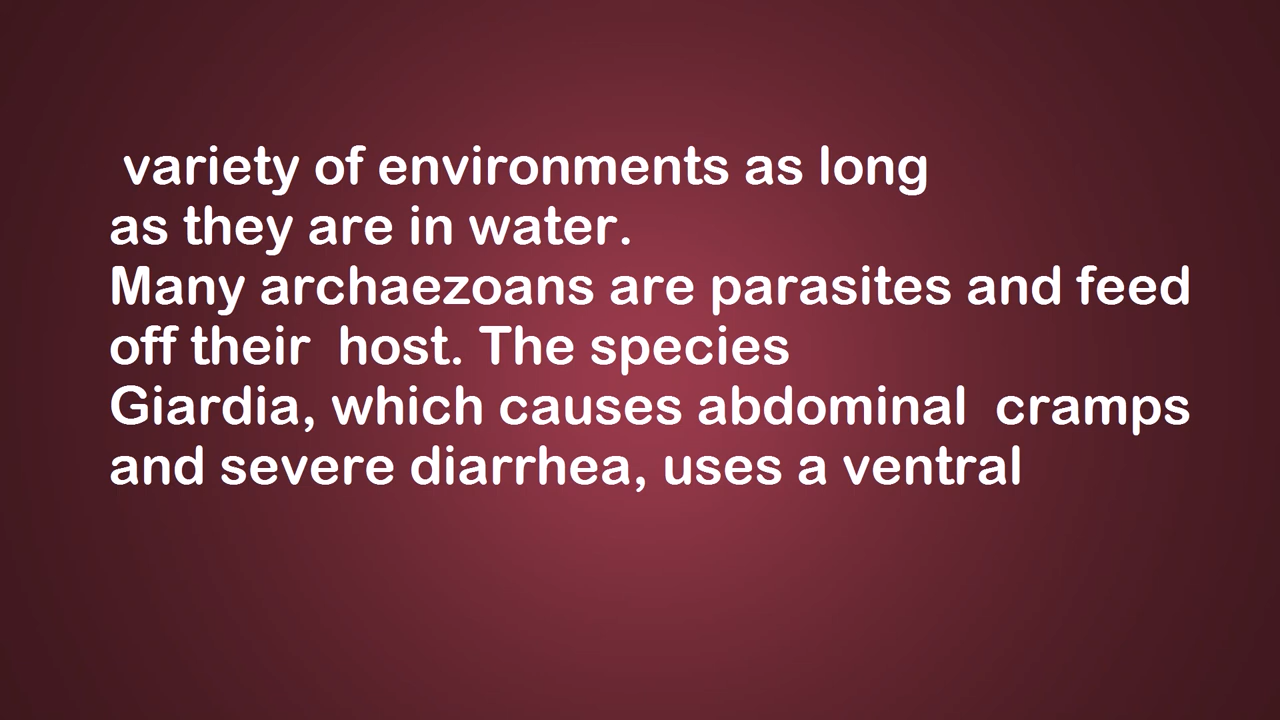 variety of environments as long
as they are in water.
Many archaezoans are parasites and feed
off their  host. The species
Giardia, which causes abdominal  cramps
and severe diarrhea, uses a ventral